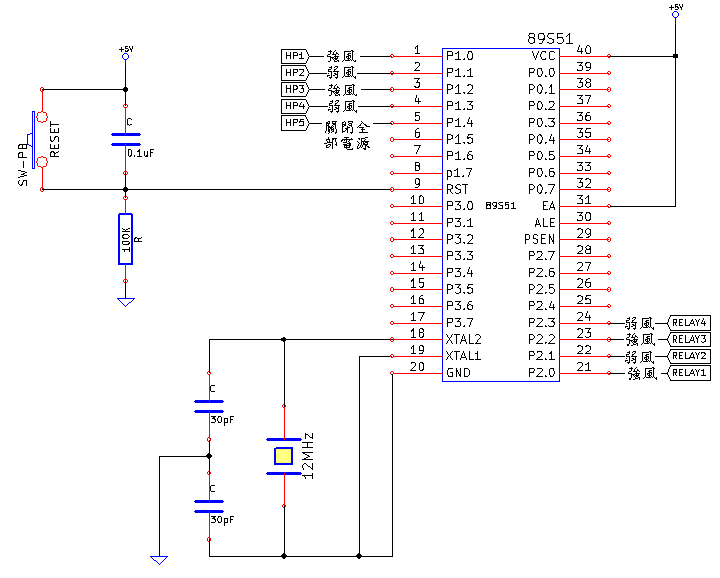 +5V
+5V
89S51
HP1 強風 1 P1.0 VCC 40
HP2 弱風 2 P1.1 P0.0 39
HP3 強風 3 P1.2 P0.1 38
HP4 弱風 4 P1.3 P0.2 37
HP5 關閉全部電源 5 P1.4 P0.3 36
6 P1.5 P0.4 35
7 P1.6 P0.5 34
8 p1.7 P0.6 33
9 RST P0.7 32
10 P3.0 89S51 EA 31
11 P3.1 ALE 30
12 P3.2 PSEN 29
13 P3.3 P2.7 28
14 P3.4 P2.6 27
15 P3.5 P2.5 26
16 P3.6 P2.4 25
17 P3.7 P2.3 24 弱風 RELAY4
18 XTAL2 P2.2 23 強風 RELAY3
19 XTAL1 P2.1 22 弱風 RELAY2
20 GND P2.0 21 強風 RELAY1
SW-PB
RESET
C
0.1uF
100K
R
C
30pF
12MHz
C
30pF